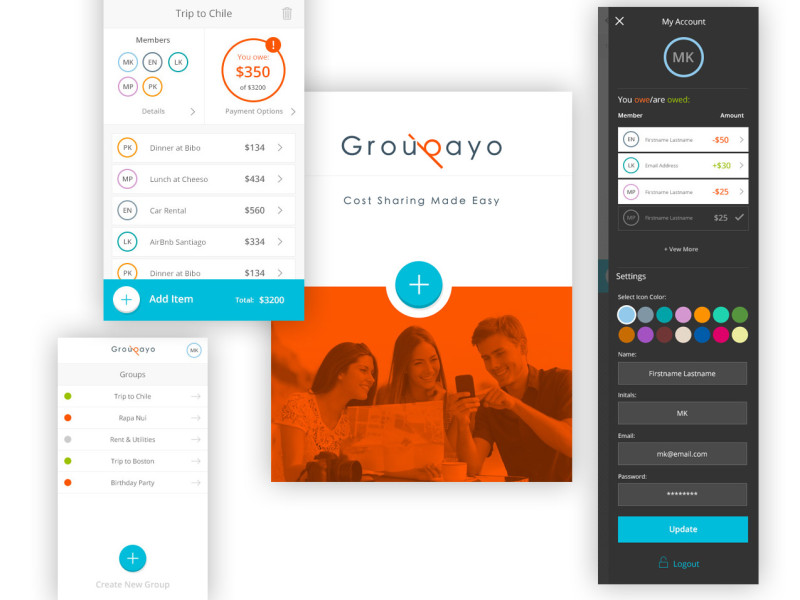 Trip to Chile
Members
MK
EN
LK
MP
PK
Details
!
You owe:
$350
of $3200
Payment Options
PK
Dinner at Bibo
$134
MP
Lunch at Cheeso
$434
EN
Car Rental
$560
LK
AirBnb Santiago
$334
PK
Dinner at Bibo
$134
Add Item
Total: $3200
Groupayo
MK
Groups
Trip to Chile
Rapa Nui
Rent & Utilities
Trip to Boston
Birthday Party
Create New Group
Groupayo
Cost Sharing Made Easy
My Account
MK
You owe/are owed:
Member
Amount
EN
Firstname Lastname
-$50
LK
Email Address
+$30
MP
Firstname Lastname
-$25
MP
Firstname Lastname
$25
+ Vew More
Settings
Select Icon Color:
Name:
Firstname Lastname
Initals:
MK
Email:
mk@email.com
Password:
********
Update
Logout